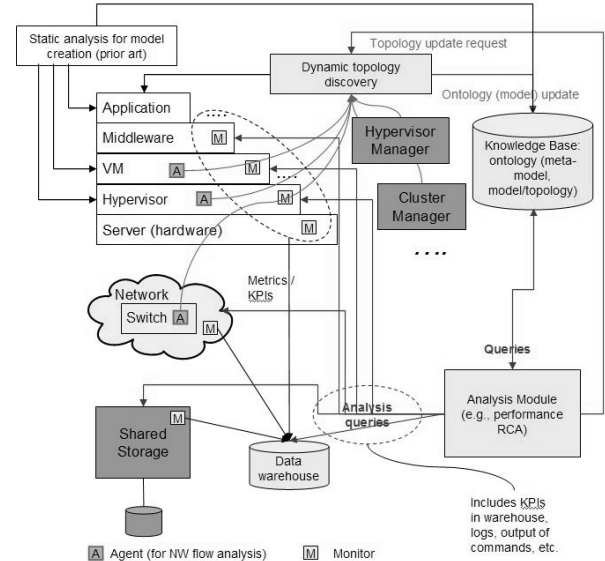 Static analysis for model
creation (prior art)
Topology update request
Dynamic topology
discovery
Ontology (model) update
Application
....
Middleware
M
Hypervisor
Manager
Knowledge Base:
ontology (meta-
model,
model/topology)
VM
A
M
....
Hypervisor
A
M
Cluster
Manager
Server (hardware)
M
....
Metrics /
KPIs
Network
Switch
A
M
Queries
Analysis
queries
Analysis Module
(e.g., performance
RCA)
Shared
Storage
M
Data
warehouse
Includes KPIs
in warehouse,
logs, output of
commands, etc.
A Agent (for NW flow analysis)
M Monitor